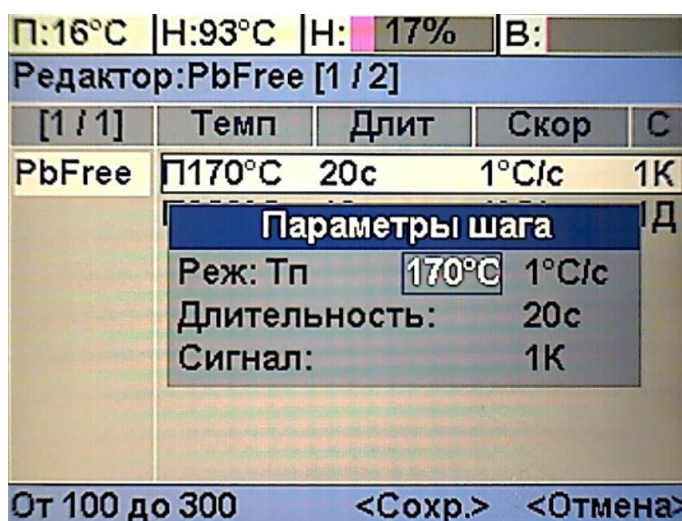 П:16°C Н:93°C Н: 17% В:
Редактор:PbFree [1 / 2]
[1 / 1] Темп Длит Скор С
PbFree П170°C 20с 1°C/с 1К
1Д
Параметры шага
Реж: Тп 170°C 1°C/с
Длительность: 20с
Сигнал: 1К
От 100 до 300 <Сохр.> <Отмена>